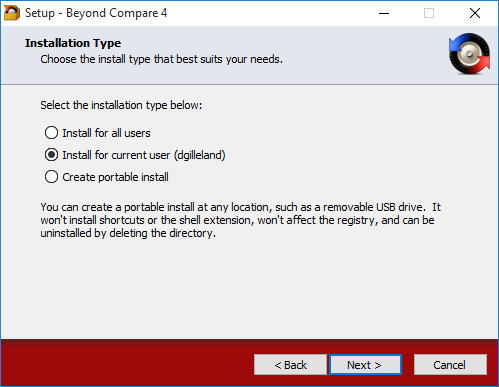 Setup - Beyond Compare 4
Installation Type
Choose the install type that best suits your needs.
Select the installation type below:
Install for all users
Install for current user (dgilleland)
Create portable install
You can create a portable install at any location, such as a removable USB drive.  It
won't install shortcuts or the shell extension, won't affect the registry, and can be
uninstalled by deleting the directory.
< Back
Next >
Cancel